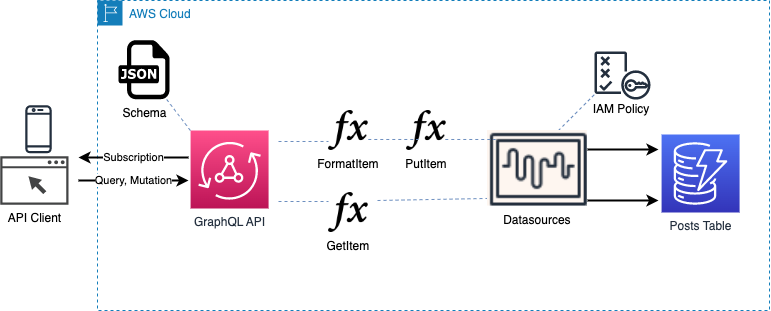 AWS Cloud
JSON
Schema
IAM Policy
fx
fx
FormatItem
PutItem
Subscription
Query, Mutation
API Client
GraphQL API
fx
GetItem
Datasources
Posts Table